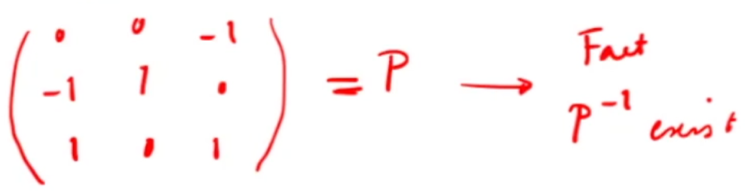 0 0 -1
-1 1 0 = P → Fact
1 0 1 P⁻¹ exist